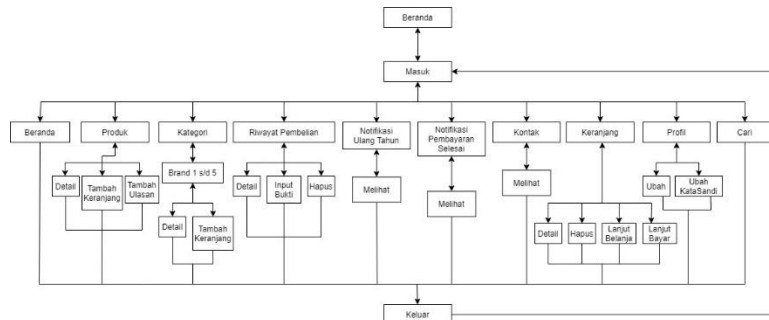 Beranda
Masuk
Beranda
Produk
Kategori
Riwayat Pembelian
Notifikasi
Ulang Tahun
Notifikasi
Pembayaran
Selesai
Kontak
Keranjang
Profil
Cari
Detail
Tambah
Keranjang
Tambah
Ulasan
Brand 1 s/d 5
Detail
Tambah
Keranjang
Detail
Input
Bukti
Hapus
Melihat
Melihat
Melihat
Detail
Hapus
Lanjut
Belanja
Lanjut
Bayar
Ubah
Ubah
KataSandi
Keluar